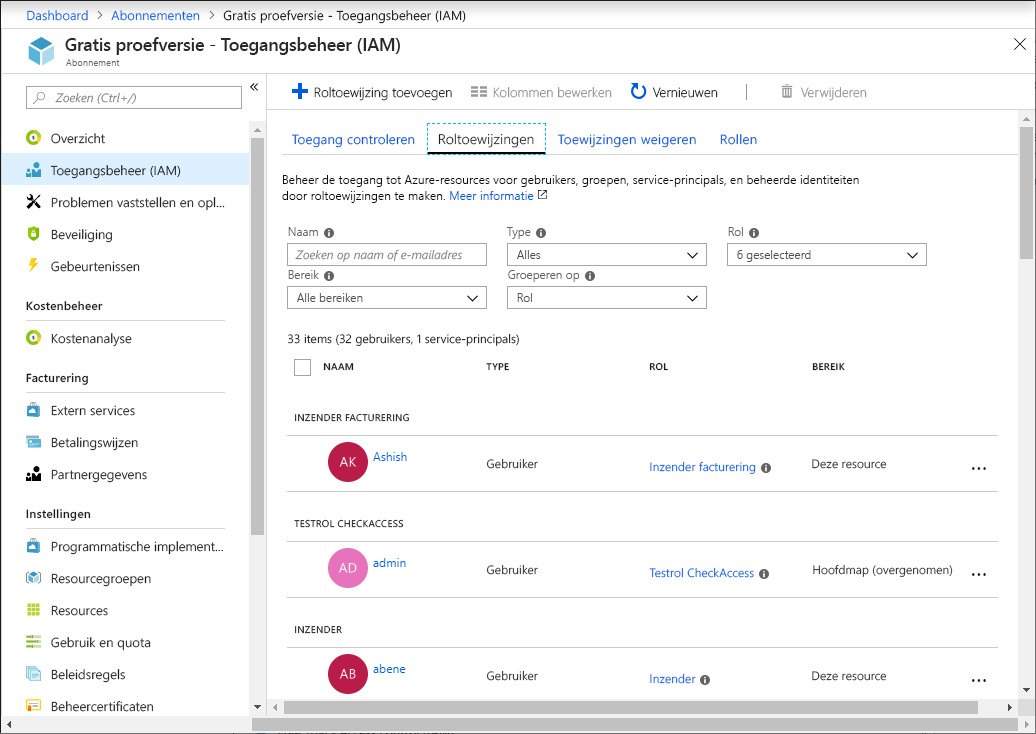 Dashboard > Abonnementen > Gratis proefversie - Toegangsbeheer (IAM)
Gratis proefversie - Toegangsbeheer (IAM)
Abonnement
Zoeken (Ctrl+/)
«
Overzicht
Toegangsbeheer (IAM)
Problemen vaststellen en opl...
Beveiliging
Gebeurtenissen
Kostenbeheer
Kostenanalyse
Facturering
Extern services
Betalingswijzen
Partnergegevens
Instellingen
Programmatische implement...
Resourcegroepen
Resources
Gebruik en quota
Beleidsregels
Beheercertificaten
Roltoewijzing toevoegen Kolommen bewerken Vernieuwen Verwijderen
Toegang controleren Roltoewijzingen Toewijzingen weigeren Rollen
Beheer de toegang tot Azure-resources voor gebruikers, groepen, service-principals, en beheerde identiteiten
door roltoewijzingen te maken. Meer informatie
Naam Type Rol
Zoeken op naam of e-mailadres Alles 6 geselecteerd
Bereik Groeperen op
Alle bereiken Rol
33 items (32 gebruikers, 1 service-principals)
NAAM TYPE ROL BEREIK
INZENDER FACTURERING
AK Ashish Gebruiker Inzender facturering Deze resource ...
TESTROL CHECKACCESS
AD admin Gebruiker Testrol CheckAccess Hoofdmap (overgenomen) ...
INZENDER
AB abene Gebruiker Inzender Deze resource ...